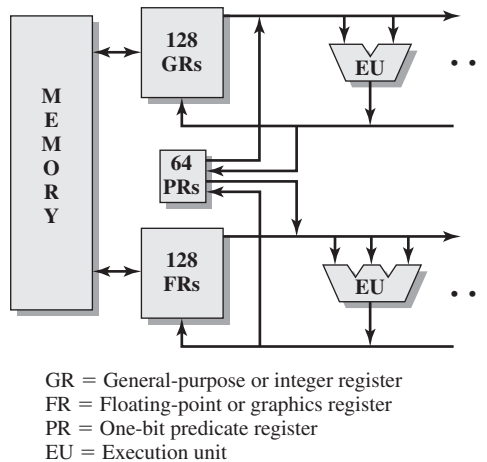 MEMORY
128
GRs
EU
64
PRs
128
FRs
EU
GR = General-purpose or integer register
FR = Floating-point or graphics register
PR = One-bit predicate register
EU = Execution unit